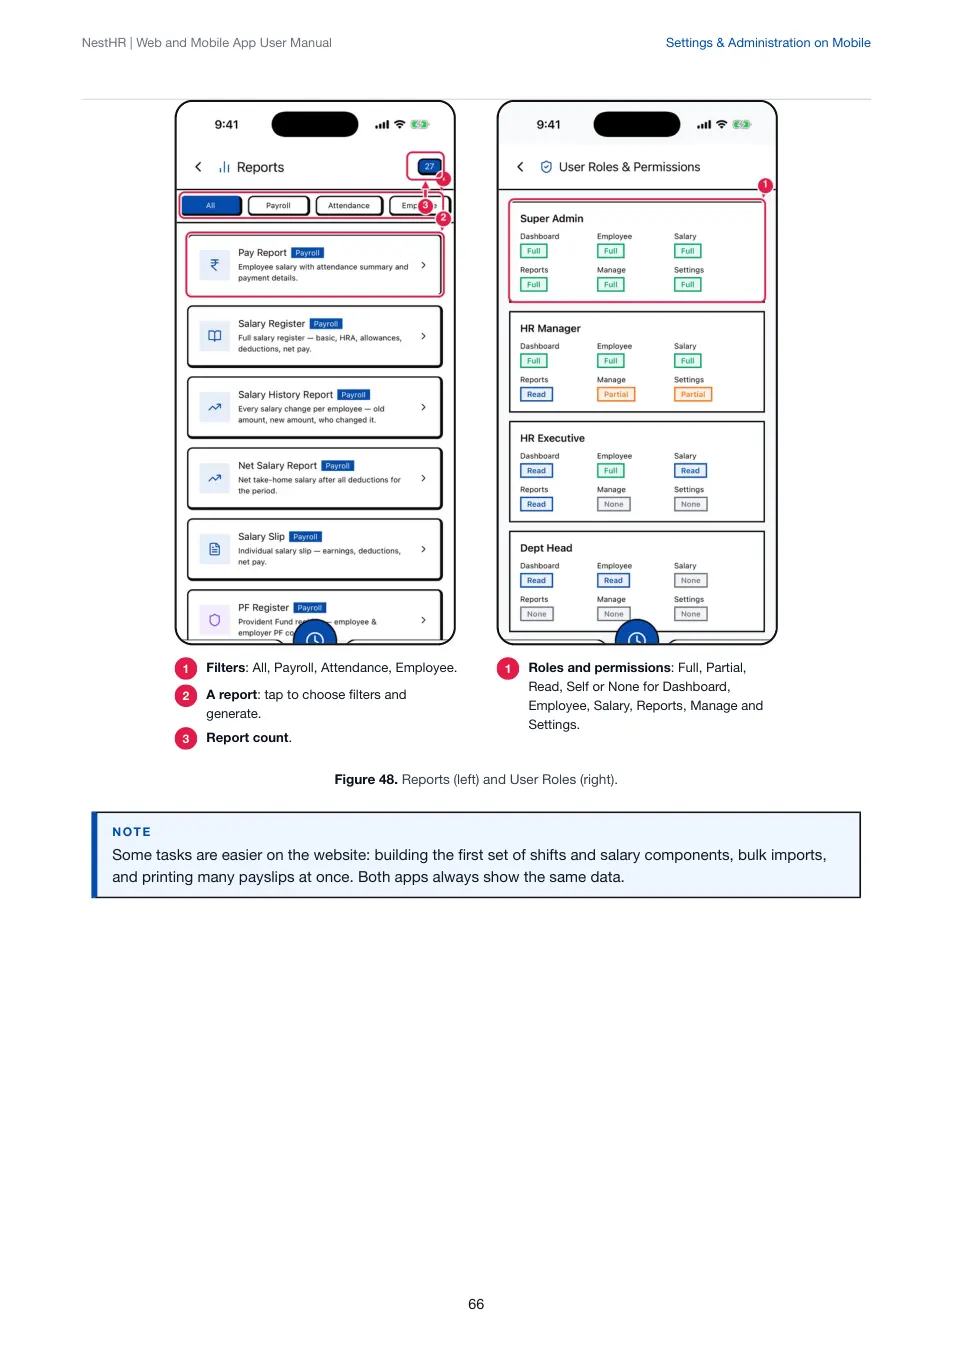 NestHR | Web and Mobile App User Manual
Settings & Administration on Mobile
9:41
Reports
27
All
Payroll
Attendance
3
2
Pay Report Payroll
Employee salary with attendance summary and
payment details.
Salary Register Payroll
Full salary register — basic, HRA, allowances,
deductions, net pay.
Salary History Report Payroll
Every salary change per employee — old
amount, new amount, who changed it.
Net Salary Report Payroll
Net take-home salary after all deductions for
the period.
Salary Slip Payroll
Individual salary slip — earnings, deductions,
net pay.
PF Register Payroll
Provident Fund — employee &
employer PF
9:41
User Roles & Permissions
1
Super Admin
Dashboard Employee Salary
Full Full Full
Reports Manage Settings
Full Full Full
HR Manager
Dashboard Employee Salary
Full Full Full
Reports Manage Settings
Read Partial Partial
HR Executive
Dashboard Employee Salary
Read Full Read
Reports Manage Settings
Read None None
Dept Head
Dashboard Employee Salary
Read Read None
Reports Manage Settings
None None None
1 Filters: All, Payroll, Attendance, Employee.
2 A report: tap to choose filters and
generate.
3 Report count.
1 Roles and permissions: Full, Partial,
Read, Self or None for Dashboard,
Employee, Salary, Reports, Manage and
Settings.
Figure 48. Reports (left) and User Roles (right).
NOTE
Some tasks are easier on the website: building the first set of shifts and salary components, bulk imports,
and printing many payslips at once. Both apps always show the same data.
66